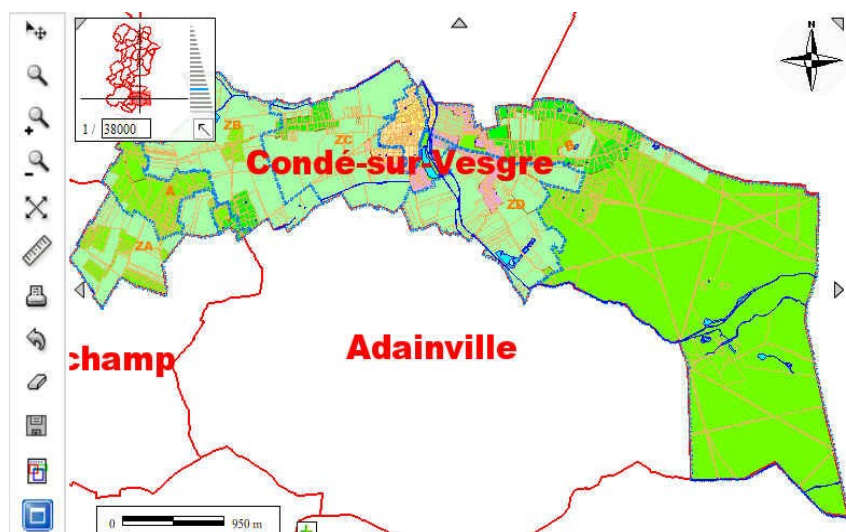 N
1 / 38000
ZB
ZC
B
Condé-sur-Vesgre
A
ZD
ZA
champ
Adainville
0 950 m